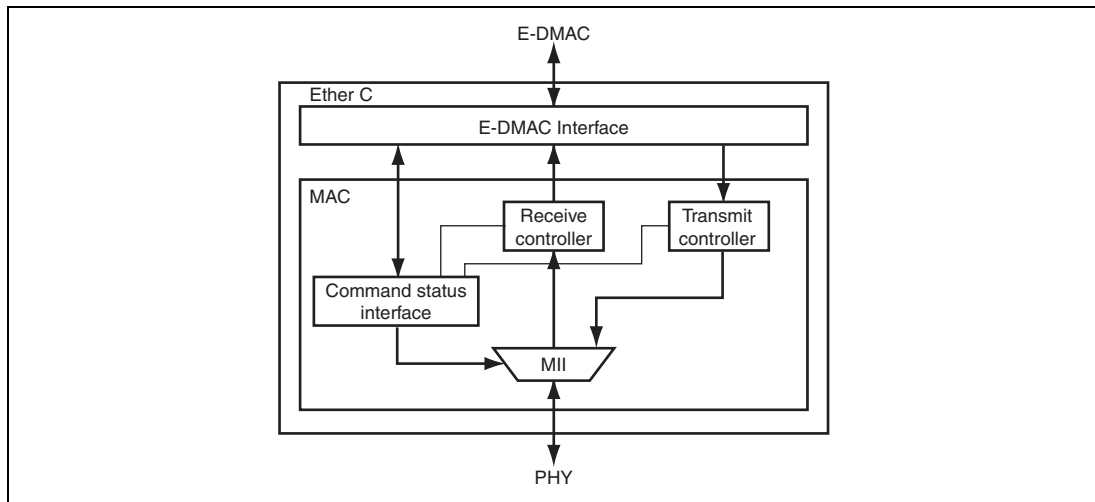 E-DMAC
Ether C
E-DMAC Interface
MAC
Receive
controller
Transmit
controller
Command status
interface
MII
PHY